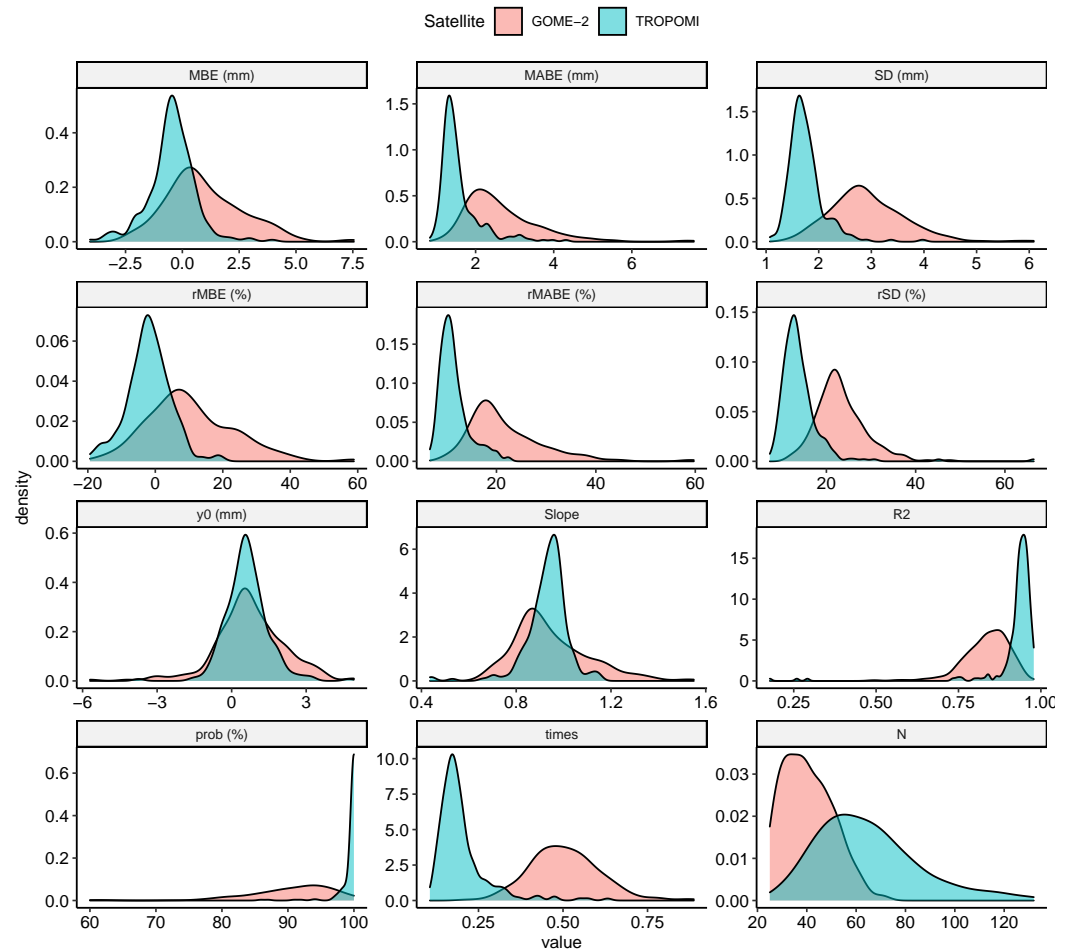 Satellite GOME−2 TROPOMI
MBE (mm) MABE (mm) SD (mm)
0.4
0.2
0.0
−2.5 0.0 2.5 5.0 7.5
1.5
1.0
0.5
0.0
2 4 6
1.5
1.0
0.5
0.0
1 2 3 4 5 6
rMBE (%) rMABE (%) rSD (%)
0.06
0.04
0.02
0.00
−20 0 20 40 60
0.15
0.10
0.05
0.00
20 40 60
0.15
0.10
0.05
0.00
20 40 60
density
y0 (mm) Slope R2
0.6
0.4
0.2
0.0
−6 −3 0 3
6
4
2
0
0.4 0.8 1.2 1.6
15
10
5
0
0.25 0.50 0.75 1.00
prob (%) times N
0.6
0.4
0.2
0.0
60 70 80 90 100
10.0
7.5
5.0
2.5
0.0
0.25 0.50 0.75
0.03
0.02
0.01
0.00
20 40 60 80 100 120
value